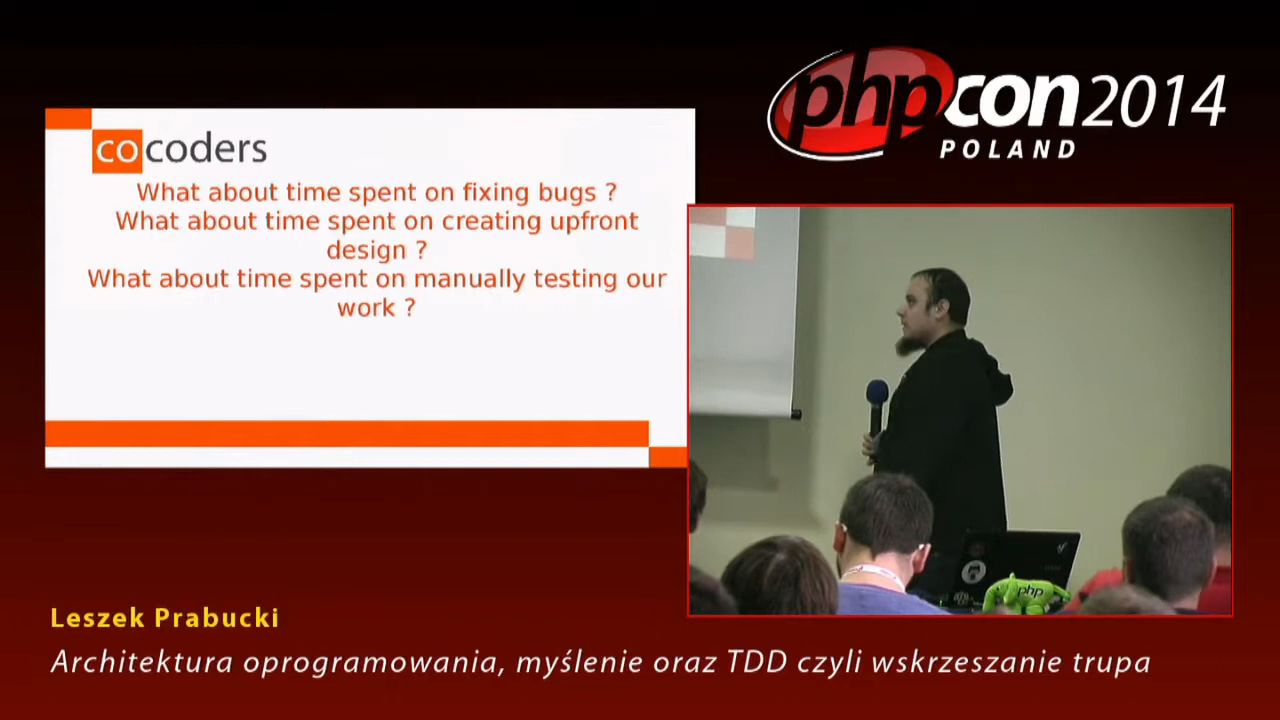 phpcon2014
POLAND
cocoders
What about time spent on fixing bugs ?
What about time spent on creating upfront
design ?
What about time spent on manually testing our
work ?
php
Leszek Prabucki
Architektura oprogramowania, myślenie oraz TDD czyli wskrzeszanie trupa